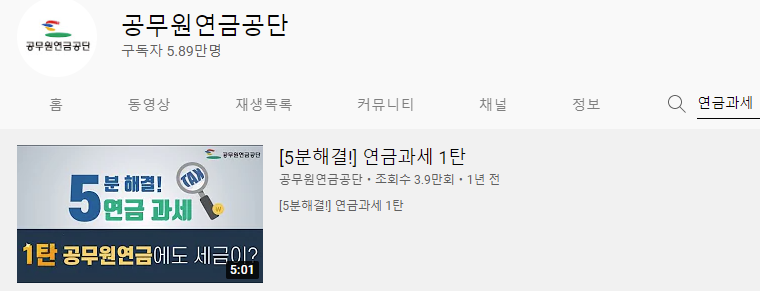 공무원연금공단
공무원연금공단
구독자 5.89만명
홈 동영상 재생목록 커뮤니티 채널 정보 연금과세
공무원연금공단
5분 해결! TAX
연금 과세
1탄 공무원연금에도 세금이?
5:01
[5분해결!] 연금과세 1탄
공무원연금공단 • 조회수 3.9만회 • 1년 전
[5분해결!] 연금과세 1탄